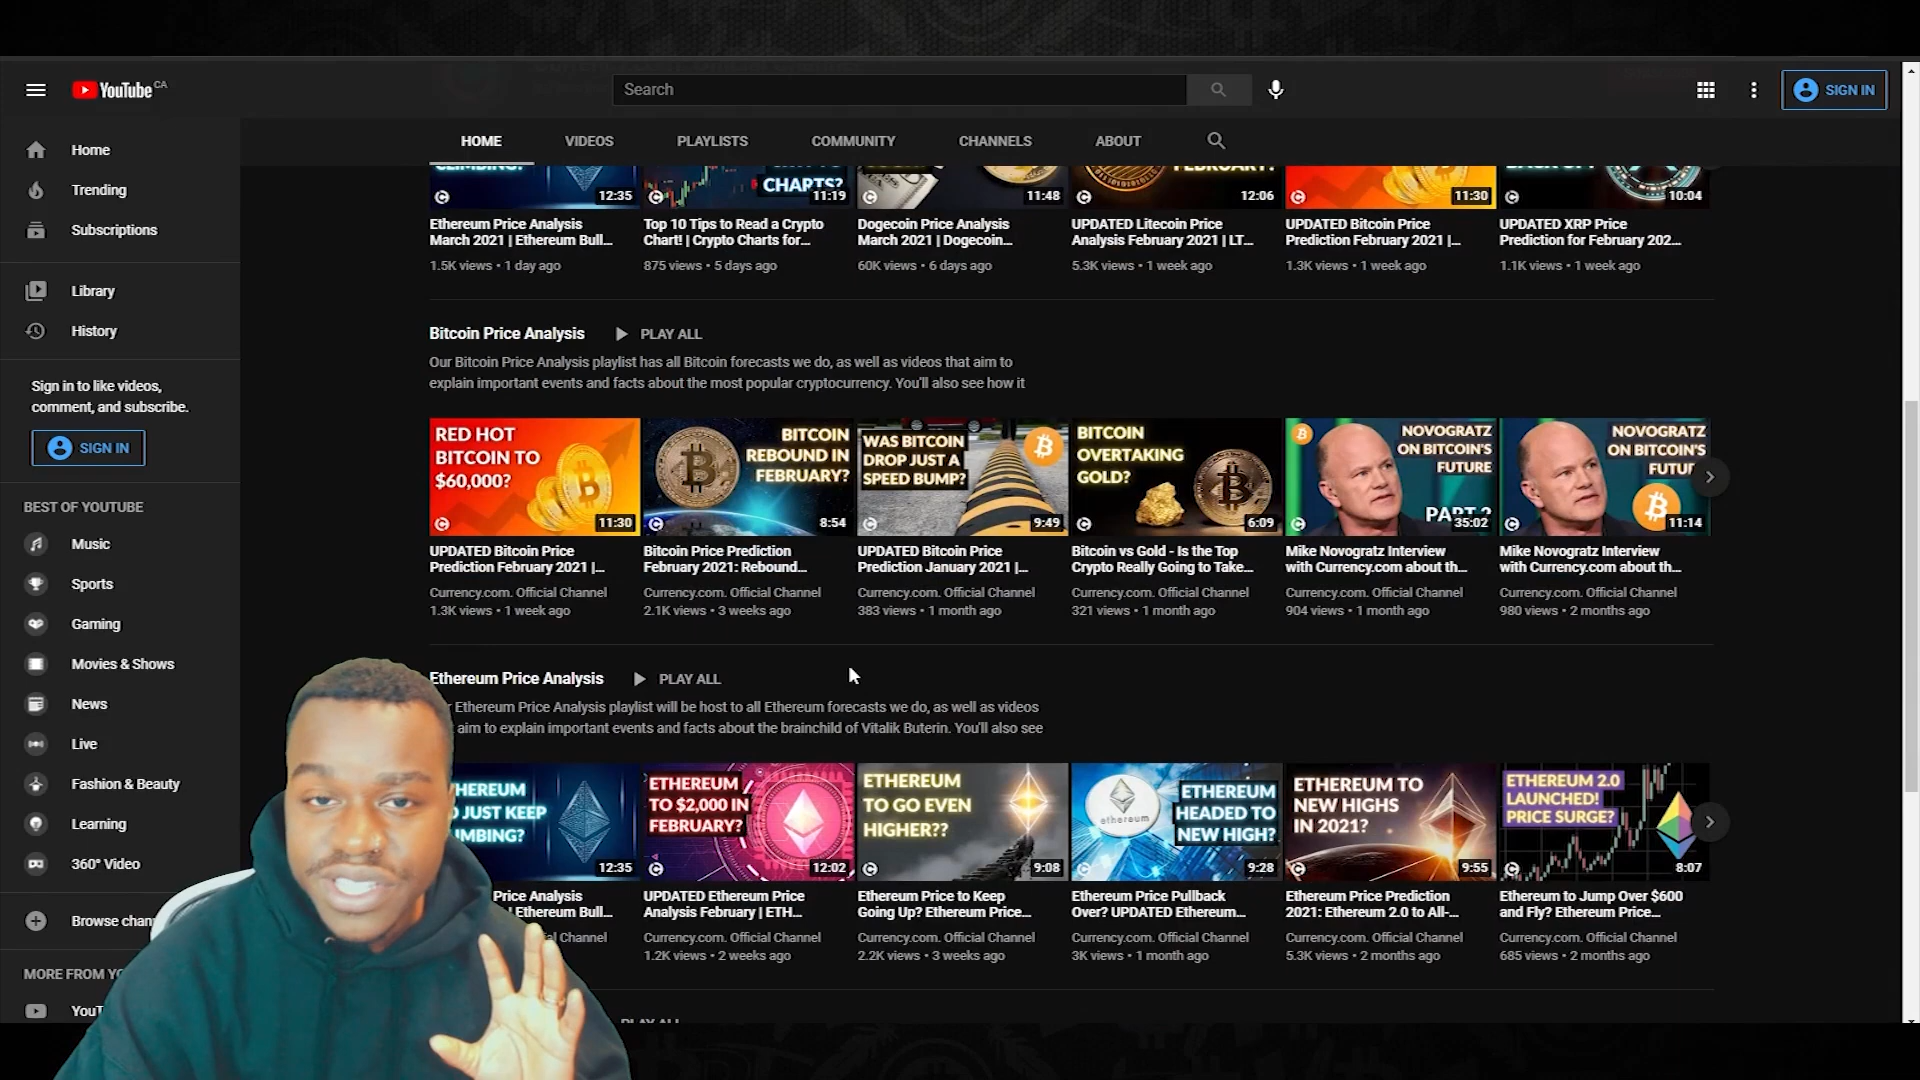 YouTube CA
Search
SIGN IN
HOME
VIDEOS
PLAYLISTS
COMMUNITY
CHANNELS
ABOUT
Home
Trending
Subscriptions
Library
History
Sign in to like videos,
comment, and subscribe.
SIGN IN
BEST OF YOUTUBE
Music
Sports
Gaming
Movies & Shows
News
Live
Fashion & Beauty
Learning
360° Video
Browse chan
MORE FROM YO
YouT
12:35
CHARTS?
11:19
11:48
12:06
11:30
10:04
Ethereum Price Analysis
March 2021 | Ethereum Bull...
1.5K views • 1 day ago
Top 10 Tips to Read a Crypto
Chart! | Crypto Charts for...
875 views • 5 days ago
Dogecoin Price Analysis
March 2021 | Dogecoin...
60K views • 6 days ago
UPDATED Litecoin Price
Analysis February 2021 | LT...
5.3K views • 1 week ago
UPDATED Bitcoin Price
Prediction February 2021 |...
1.3K views • 1 week ago
UPDATED XRP Price
Prediction for February 202...
1.1K views • 1 week ago
Bitcoin Price Analysis
PLAY ALL
Our Bitcoin Price Analysis playlist has all Bitcoin forecasts we do, as well as videos that aim to
explain important events and facts about the most popular cryptocurrency. You'll also see how it
RED HOT
BITCOIN TO
$60,000?
11:30
UPDATED Bitcoin Price
Prediction February 2021 |...
Currency.com. Official Channel
1.3K views • 1 week ago
BITCOIN
REBOUND IN
FEBRUARY?
8:54
Bitcoin Price Prediction
February 2021: Rebound...
Currency.com. Official Channel
2.1K views • 3 weeks ago
WAS BITCOIN
DROP JUST A
SPEED BUMP?
9:49
UPDATED Bitcoin Price
Prediction January 2021 |...
Currency.com. Official Channel
383 views • 1 month ago
BITCOIN
OVERTAKING
GOLD?
6:09
Bitcoin vs Gold - Is the Top
Crypto Really Going to Take...
Currency.com. Official Channel
321 views • 1 month ago
NOVOGRATZ
ON BITCOIN'S
FUTURE
PART 2
35:02
Mike Novogratz Interview
with Currency.com about th...
Currency.com. Official Channel
904 views • 1 month ago
NOVOGRATZ
ON BITCOIN'S
FUTUR
11:14
Mike Novogratz Interview
with Currency.com about th...
Currency.com. Official Channel
980 views • 2 months ago
Ethereum Price Analysis
PLAY ALL
Ethereum Price Analysis playlist will be host to all Ethereum forecasts we do, as well as videos
aim to explain important events and facts about the brainchild of Vitalik Buterin. You'll also see
HEREUM
JUST KEEP
IMBING?
12:35
Price Analysis
Ethereum Bull...
ial Channel
ago
ETHEREUM
TO $2,000 IN
FEBRUARY?
12:02
UPDATED Ethereum Price
Analysis February | ETH...
Currency.com. Official Channel
1.2K views • 2 weeks ago
ETHEREUM
TO GO EVEN
HIGHER??
9:08
Ethereum Price to Keep
Going Up? Ethereum Price...
Currency.com. Official Channel
2.2K views • 3 weeks ago
ethereum
ETHEREUM
HEADED TO
NEW HIGH?
9:28
Ethereum Price Pullback
Over? UPDATED Ethereum...
Currency.com. Official Channel
3K views • 1 month ago
ETHEREUM TO
NEW HIGHS
IN 2021?
9:55
Ethereum Price Prediction
2021: Ethereum 2.0 to All-...
Currency.com. Official Channel
5.3K views • 2 months ago
ETHEREUM 2.0
LAUNCHED!
PRICE SURGE?
8:07
Ethereum to Jump Over $600
and Fly? Ethereum Price...
Currency.com. Official Channel
685 views • 2 months ago